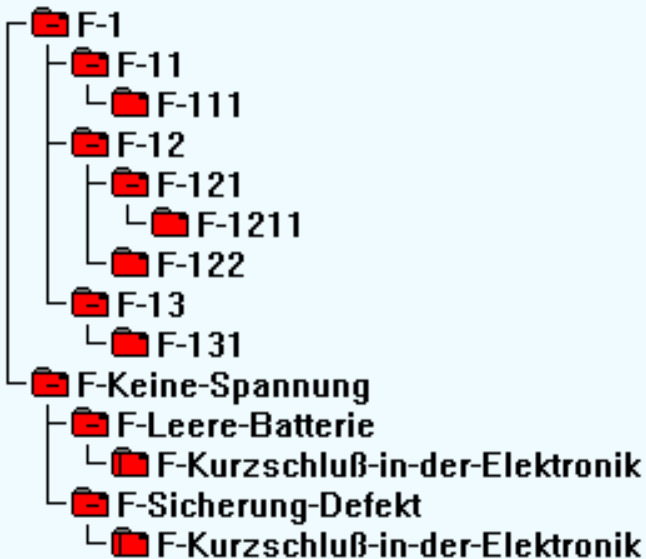 F-1
F-11
F-111
F-12
F-121
F-1211
F-122
F-13
F-131
F-Keine-Spannung
F-Leere-Batterie
F-Kurzschluß-in-der-Elektronik
F-Sicherung-Defekt
F-Kurzschluß-in-der-Elektronik